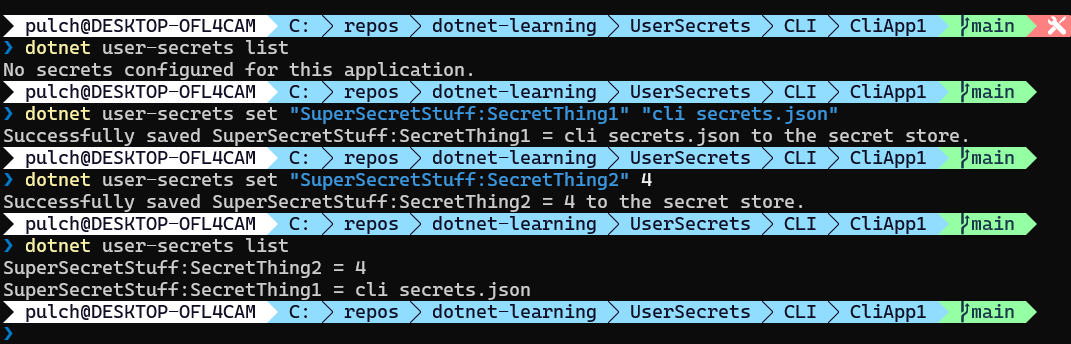 pulch@DESKTOP-OFL4CAM C: repos dotnet-learning UserSecrets CLI CliApp1 main
❯ dotnet user-secrets list
No secrets configured for this application.
pulch@DESKTOP-OFL4CAM C: repos dotnet-learning UserSecrets CLI CliApp1 main
❯ dotnet user-secrets set "SuperSecretStuff:SecretThing1" "cli secrets.json"
Successfully saved SuperSecretStuff:SecretThing1 = cli secrets.json to the secret store.
pulch@DESKTOP-OFL4CAM C: repos dotnet-learning UserSecrets CLI CliApp1 main
❯ dotnet user-secrets set "SuperSecretStuff:SecretThing2" 4
Successfully saved SuperSecretStuff:SecretThing2 = 4 to the secret store.
pulch@DESKTOP-OFL4CAM C: repos dotnet-learning UserSecrets CLI CliApp1 main
❯ dotnet user-secrets list
SuperSecretStuff:SecretThing2 = 4
SuperSecretStuff:SecretThing1 = cli secrets.json
pulch@DESKTOP-OFL4CAM C: repos dotnet-learning UserSecrets CLI CliApp1 main
❯